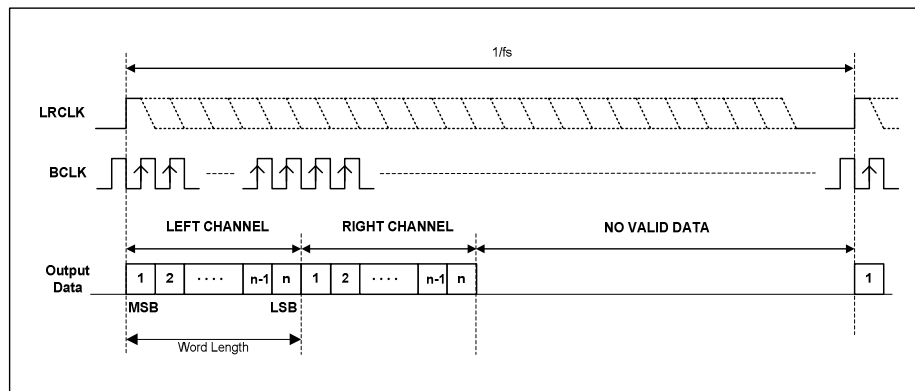 1/fs
LRCLK
BCLK
LEFT CHANNEL RIGHT CHANNEL NO VALID DATA
Output Data 1 2 .... n-1 n 1 2 .... n-1 n 1
MSB LSB
Word Length